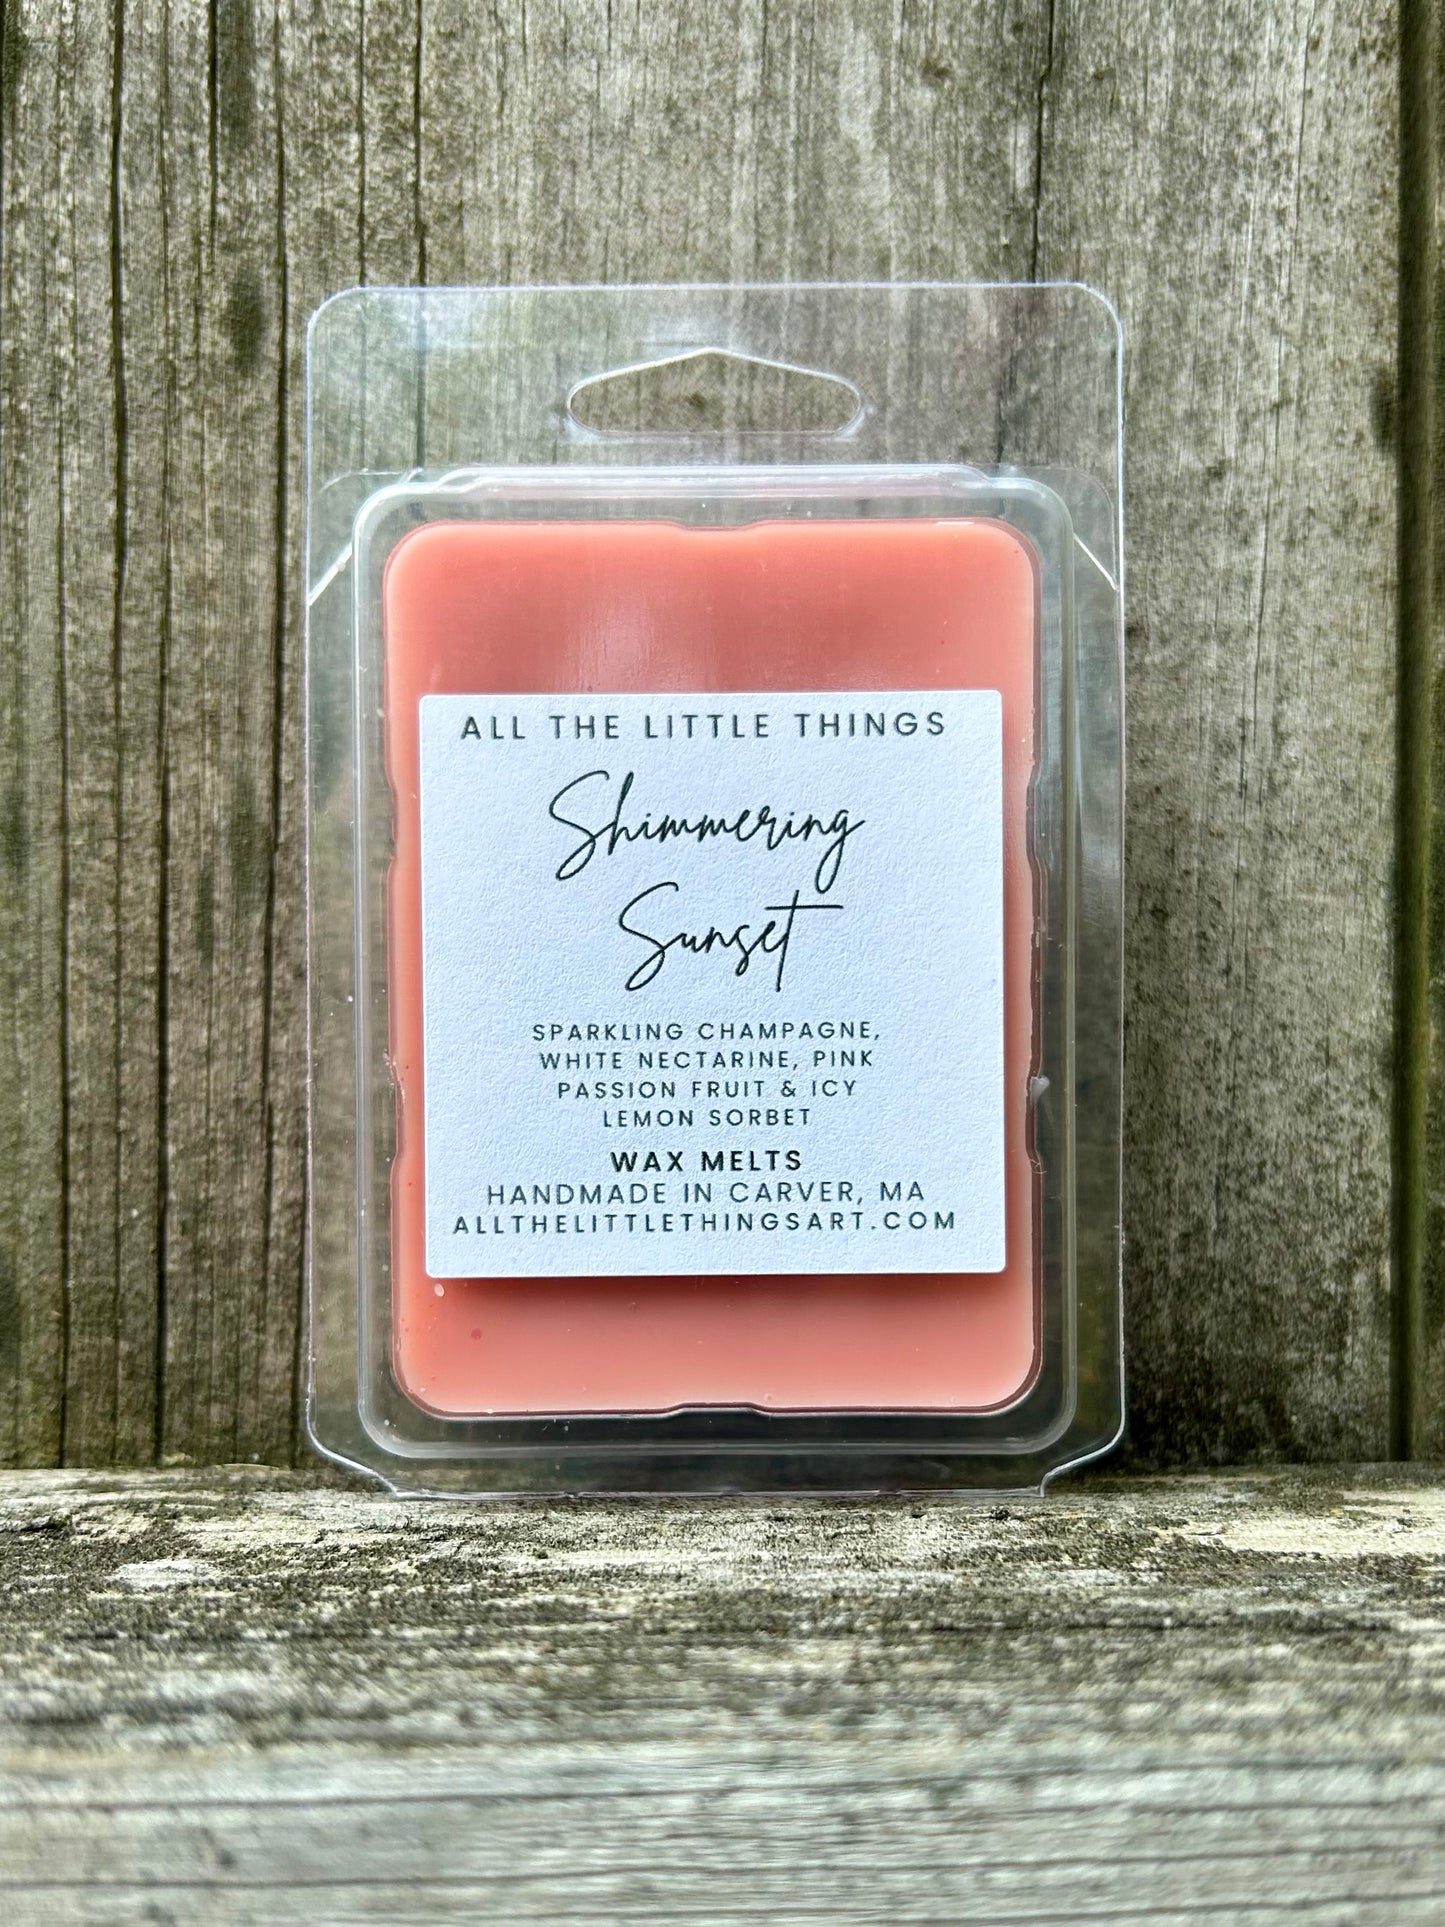 ALL THE LITTLE THINGS
Shimmering
Sunset
SPARKLING CHAMPAGNE,
WHITE NECTARINE, PINK
PASSION FRUIT & ICY
LEMON SORBET
WAX MELTS
HANDMADE IN CARVER, MA
ALLTHELITTLETHINGSART.COM